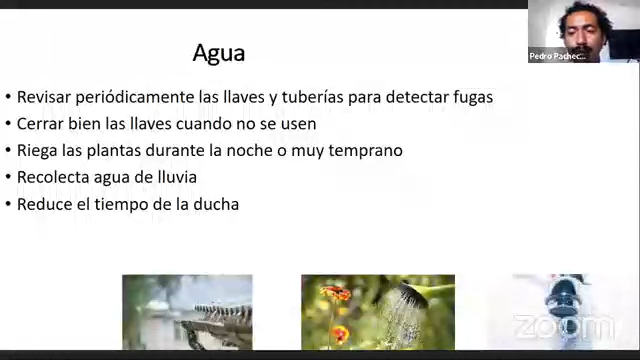 Agua
• Revisar periódicamente las llaves y tuberías para detectar fugas
• Cerrar bien las llaves cuando no se usen
• Riega las plantas durante la noche o muy temprano
• Recolecta agua de lluvia
• Reduce el tiempo de la ducha
Pedro Pachec...
zoom